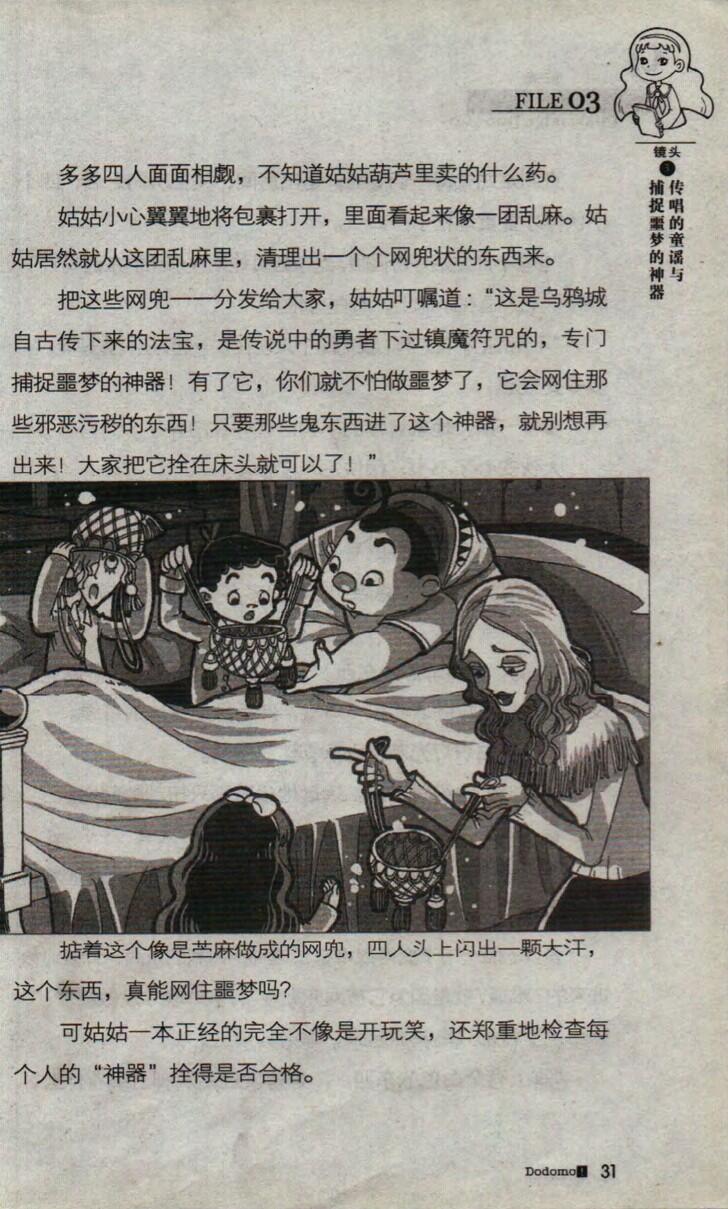 FILE 03
镜头
传唱的童谣与
捕捉噩梦的神器
多多四人面面相觑，不知道姑姑葫芦里卖的什么药。
姑姑小心翼翼地将包裹打开，里面看起来像一团乱麻。姑
姑居然就从这团乱麻里，清理出一个个网兜状的东西来。
把这些网兜一一分发给大家，姑姑叮嘱道：“这是乌鸦城
自古传下来的法宝，是传说中的勇者下过镇魔符咒的，专门
捕捉噩梦的神器！有了它，你们就不怕做噩梦了，它会网住那
些邪恶污秽的东西！只要那些鬼东西进了这个神器，就别想再
出来！大家把它拴在床头就可以了！”
掂着这个像是苎麻做成的网兜，四人头上闪出一颗大汗，
这个东西，真能网住噩梦吗？
可姑姑一本正经的完全不像是开玩笑，还郑重地检查每
个人的“神器”拴得是否合格。
Dodomo! 31